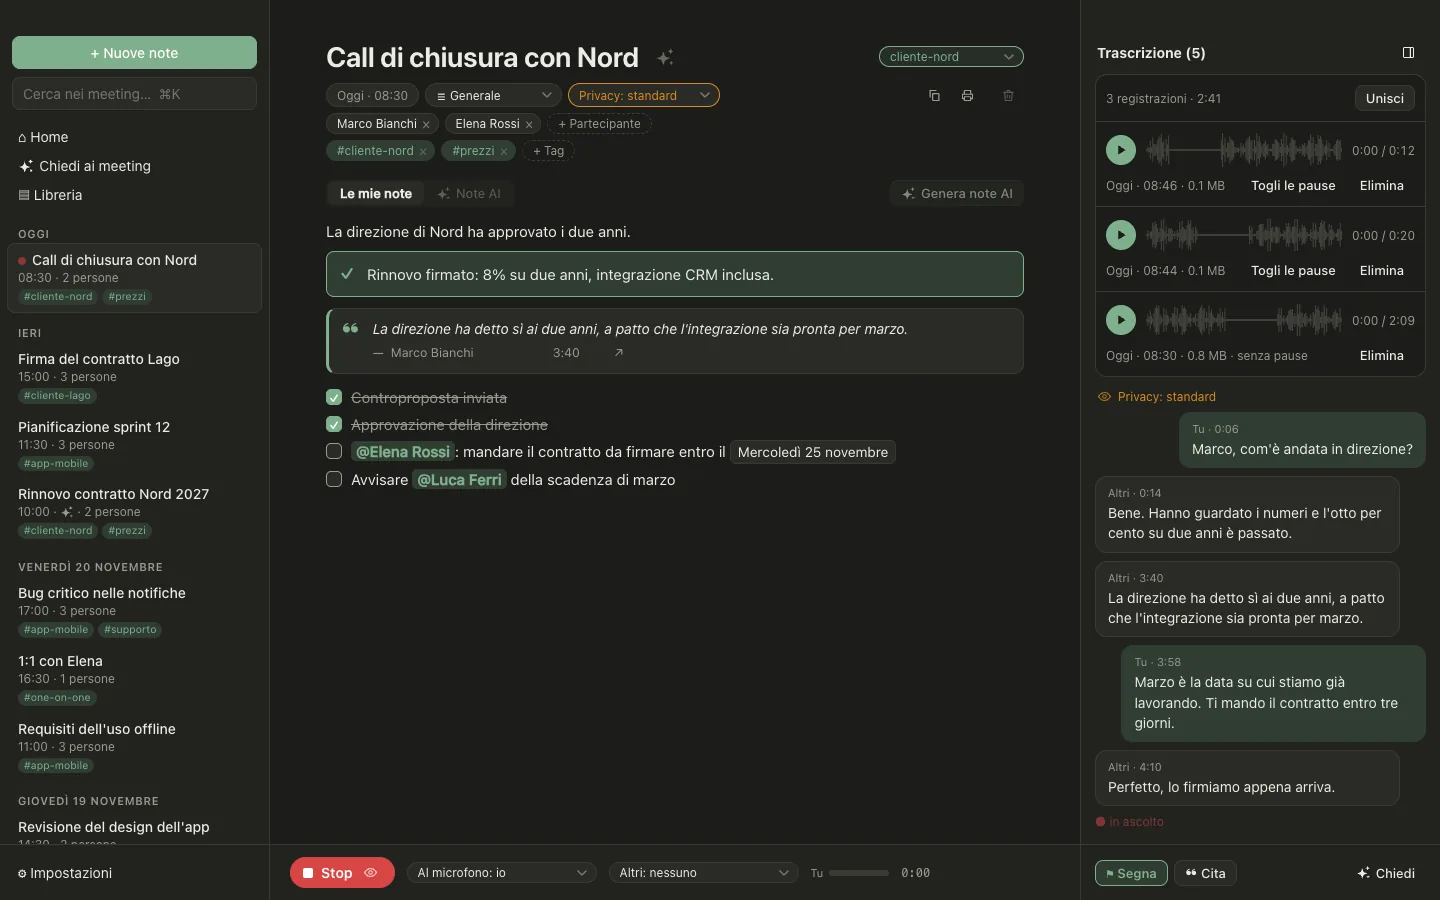 + Nuove note
Cerca nei meeting... ⌘K
Home
Chiedi ai meeting
Libreria
OGGI
Call di chiusura con Nord
08:30 · 2 persone
#cliente-nord #prezzi
IERI
Firma del contratto Lago
15:00 · 3 persone
#cliente-lago
Pianificazione sprint 12
11:30 · 3 persone
#app-mobile
Rinnovo contratto Nord 2027
10:00 · · 2 persone
#cliente-nord #prezzi
VENERDÌ 20 NOVEMBRE
Bug critico nelle notifiche
17:00 · 3 persone
#app-mobile #supporto
1:1 con Elena
16:30 · 1 persone
#one-on-one
Requisiti dell'uso offline
11:00 · 3 persone
#app-mobile
GIOVEDÌ 19 NOVEMBRE
Revisione del design dell'app
14:30 · 2 persone
Impostazioni
Call di chiusura con Nord
cliente-nord
Oggi · 08:30
Generale
Privacy: standard
Marco Bianchi ×
Elena Rossi ×
+ Partecipante
#cliente-nord ×
#prezzi ×
+ Tag
Le mie note
Note AI
Genera note AI
La direzione di Nord ha approvato i due anni.
Rinnovo firmato: 8% su due anni, integrazione CRM inclusa.
La direzione ha detto sì ai due anni, a patto che l'integrazione sia pronta per marzo.
— Marco Bianchi 3:40 ↗
Controproposta inviata
Approvazione della direzione
@Elena Rossi: mandare il contratto da firmare entro il Mercoledì 25 novembre
Avvisare @Luca Ferri della scadenza di marzo
Stop
Al microfono: io
Altri: nessuno
Tu
0:00
Trascrizione (5)
3 registrazioni · 2:41
Unisci
0:00 / 0:12
Oggi · 08:46 · 0.1 MB Togli le pause Elimina
0:00 / 0:20
Oggi · 08:44 · 0.1 MB Togli le pause Elimina
0:00 / 2:09
Oggi · 08:30 · 0.8 MB · senza pause Elimina
Privacy: standard
Tu · 0:06
Marco, com'è andata in direzione?
Altri · 0:14
Bene. Hanno guardato i numeri e l'otto per
cento su due anni è passato.
Altri · 3:40
La direzione ha detto sì ai due anni, a patto
che l'integrazione sia pronta per marzo.
Tu · 3:58
Marzo è la data su cui stiamo già
lavorando. Ti mando il contratto entro tre
giorni.
Altri · 4:10
Perfetto, lo firmiamo appena arriva.
in ascolto
Segna
Cita
Chiedi